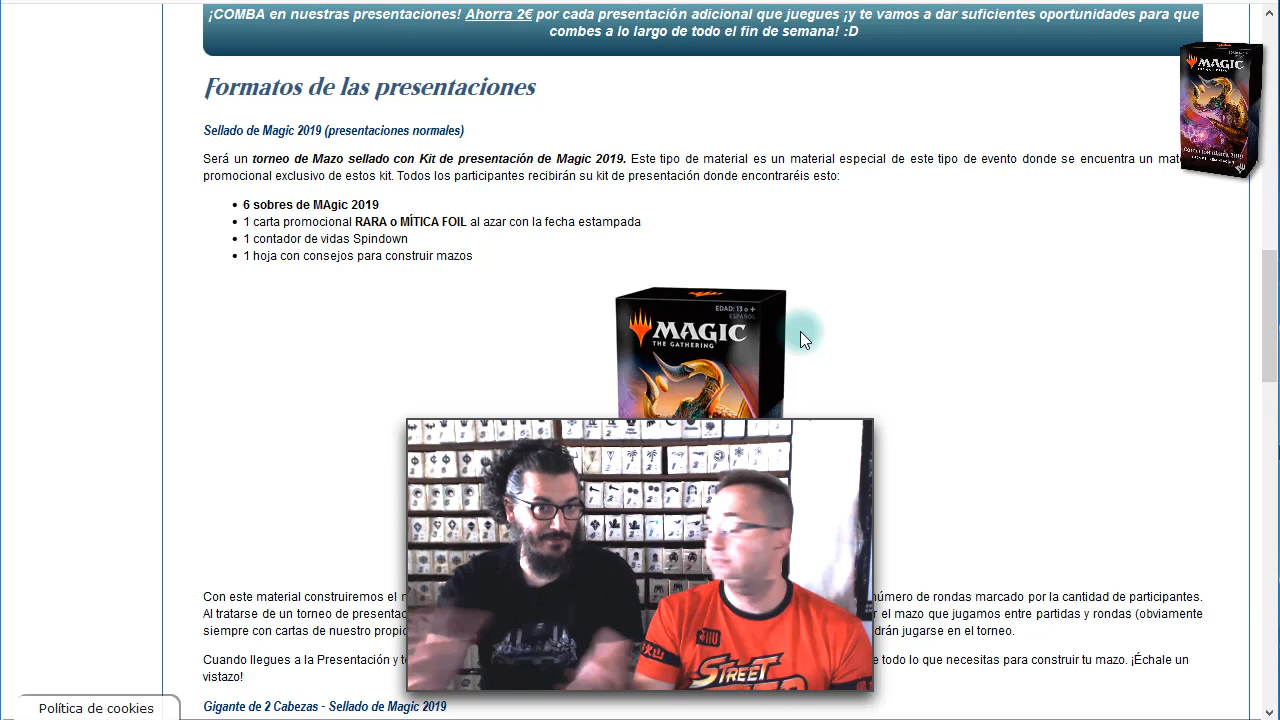 ¡COMBA en nuestras presentaciones! Ahorra 2€ por cada presentación adicional que juegues ¡y te vamos a dar suficientes oportunidades para que
combes a lo largo de todo el fin de semana! :D
Formatos de las presentaciones
Sellado de Magic 2019 (presentaciones normales)
Será un torneo de Mazo sellado con Kit de presentación de Magic 2019. Este tipo de material es un material especial de este tipo de evento donde se encuentra un
promocional exclusivo de estos kit. Todos los participantes recibirán su kit de presentación donde encontraréis esto:
6 sobres de MAgic 2019
1 carta promocional RARA o MÍTICA FOIL al azar con la fecha estampada
1 contador de vidas Spindown
1 hoja con consejos para construir mazos
MAGIC
EDAD: 13 o +
ESPAÑOL
MAGIC
THE GATHERING
Con este material construiremos el número de rondas marcado por la cantidad de participantes.
Al tratarse de un torneo de el mazo que jugamos entre partidas y rondas (obviamente
siempre con cartas de nuestro jugarse en el torneo.
Cuando llegues a la Presentación y todo lo que necesitas para construir tu mazo. ¡Échale un
vistazo!
STREET
Política de cookies
Gigante de 2 Cabezas - Sellado de Magic 2019